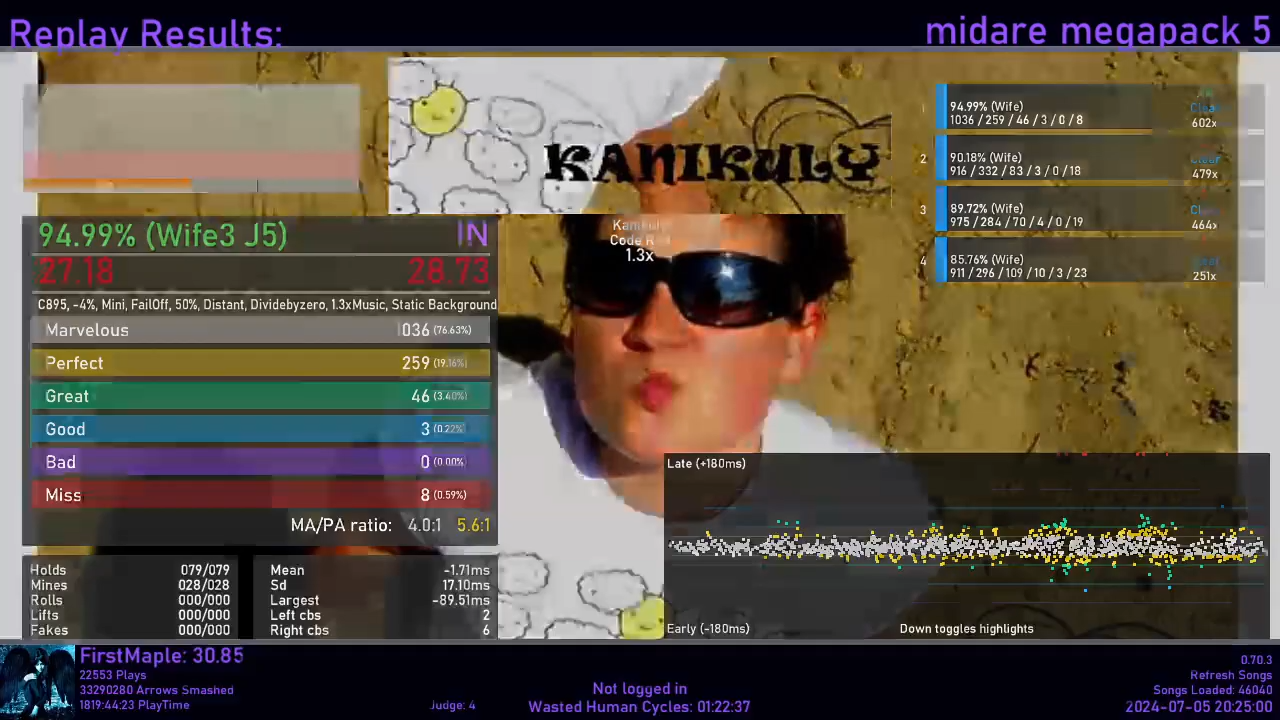 Replay Results:
midare megapack 5
KANIKULY
Code R
1.3x
94.99% (Wife3 J5)
IN
27.18
28.73
C895, -4%, Mini, FailOff, 50%, Distant, Dividebyzero, 1.3xMusic, Static Background
Marvelous 1036 (76.63%)
Perfect 259 (19.16%)
Great 46 (3.40%)
Good 3 (0.22%)
Bad 0 (0.00%)
Miss 8 (0.59%)
MA/PA ratio: 4.0:1 5.6:1
Holds 079/079
Mines 028/028
Rolls 000/000
Lifts 000/000
Fakes 000/000
Mean -1.71ms
Sd 17.10ms
Largest -89.51ms
Left cbs 2
Right cbs 6
1 94.99% (Wife) Clear
1036 / 259 / 46 / 3 / 0 / 8 602x
2 90.18% (Wife) Clear
916 / 332 / 83 / 3 / 0 / 18 479x
3 89.72% (Wife)
975 / 284 / 70 / 4 / 0 / 19 464x
4 85.76% (Wife) Clear
911 / 296 / 109 / 10 / 3 / 23 251x
Late (+180ms)
Early (-180ms)
Down toggles highlights
FirstMaple: 30.85
22553 Plays
33290280 Arrows Smashed
1819:44:23 PlayTime
Judge: 4
Not logged in
Wasted Human Cycles: 01:22:37
0.70.3
Refresh Songs
Songs Loaded: 46040
2024-07-05 20:25:00